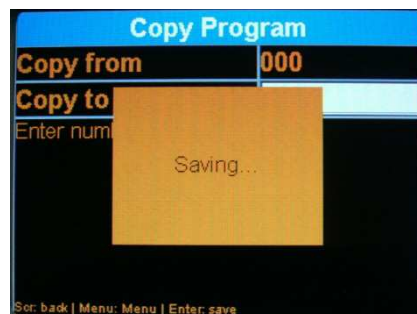 Copy Program
Copy from 000
Copy to
Enter num
Saving...
Scr: back | Menu: Menu | Enter: save